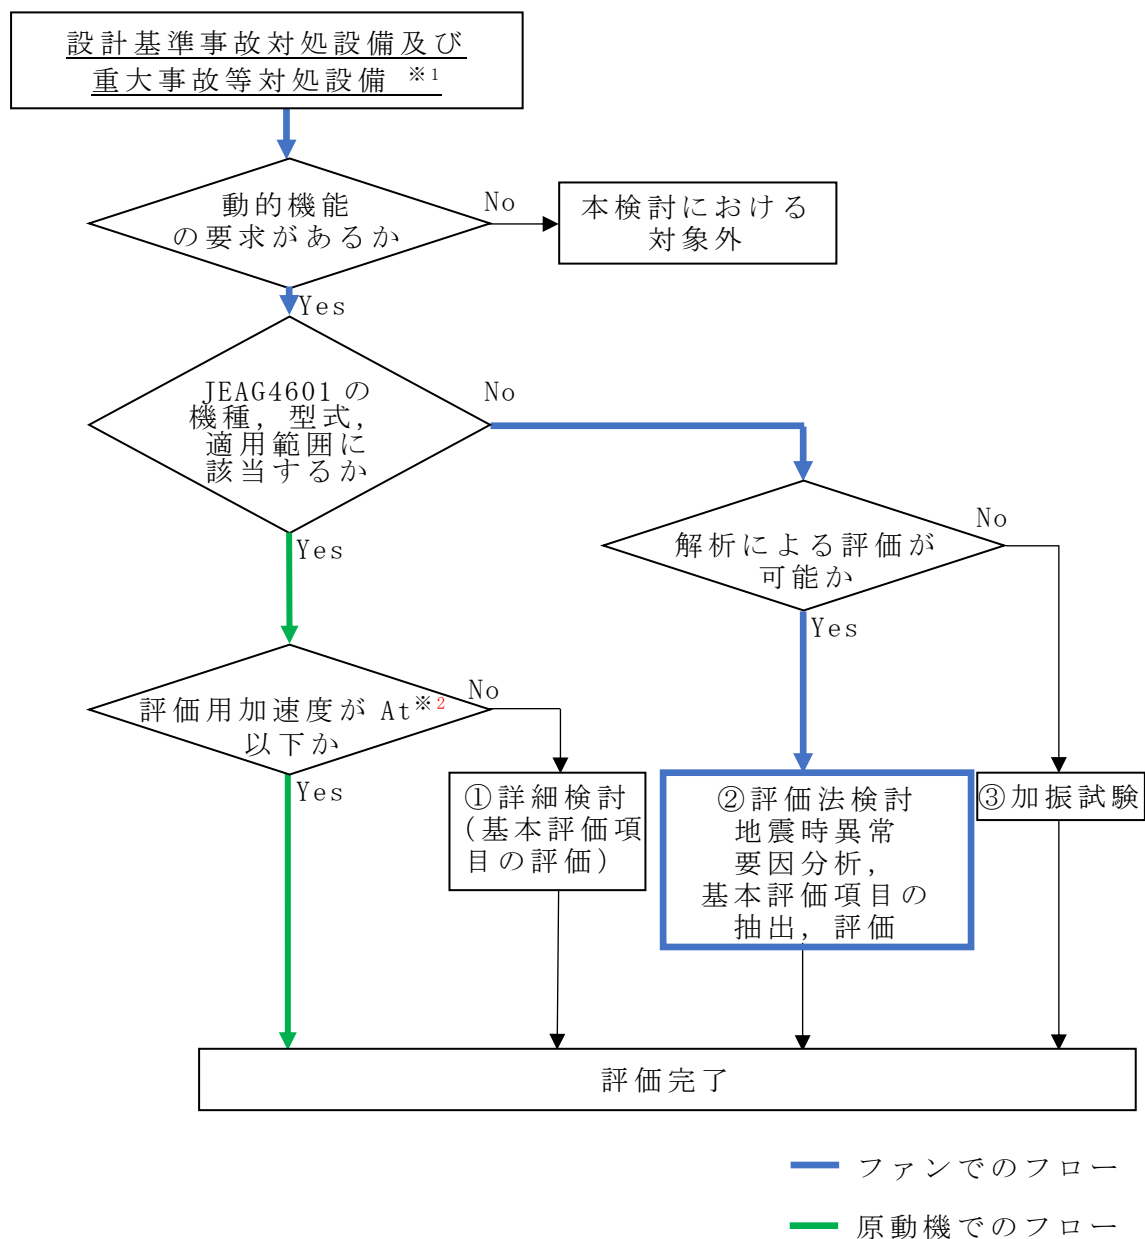 設計基準事故対処設備及び
重大事故等対処設備 ※1
動的機能
の要求があるか
No
本検討における
対象外
Yes
JEAG4601の
機種，型式，
適用範囲に
該当するか
No
Yes
解析による評価が
可能か
No
Yes
評価用加速度が At※2
以下か
No
Yes
①詳細検討
(基本評価項
目の評価)
②評価法検討
地震時異常
要因分析，
基本評価項目の
抽出，評価
③加振試験
評価完了
ファンでのフロー
原動機でのフロー